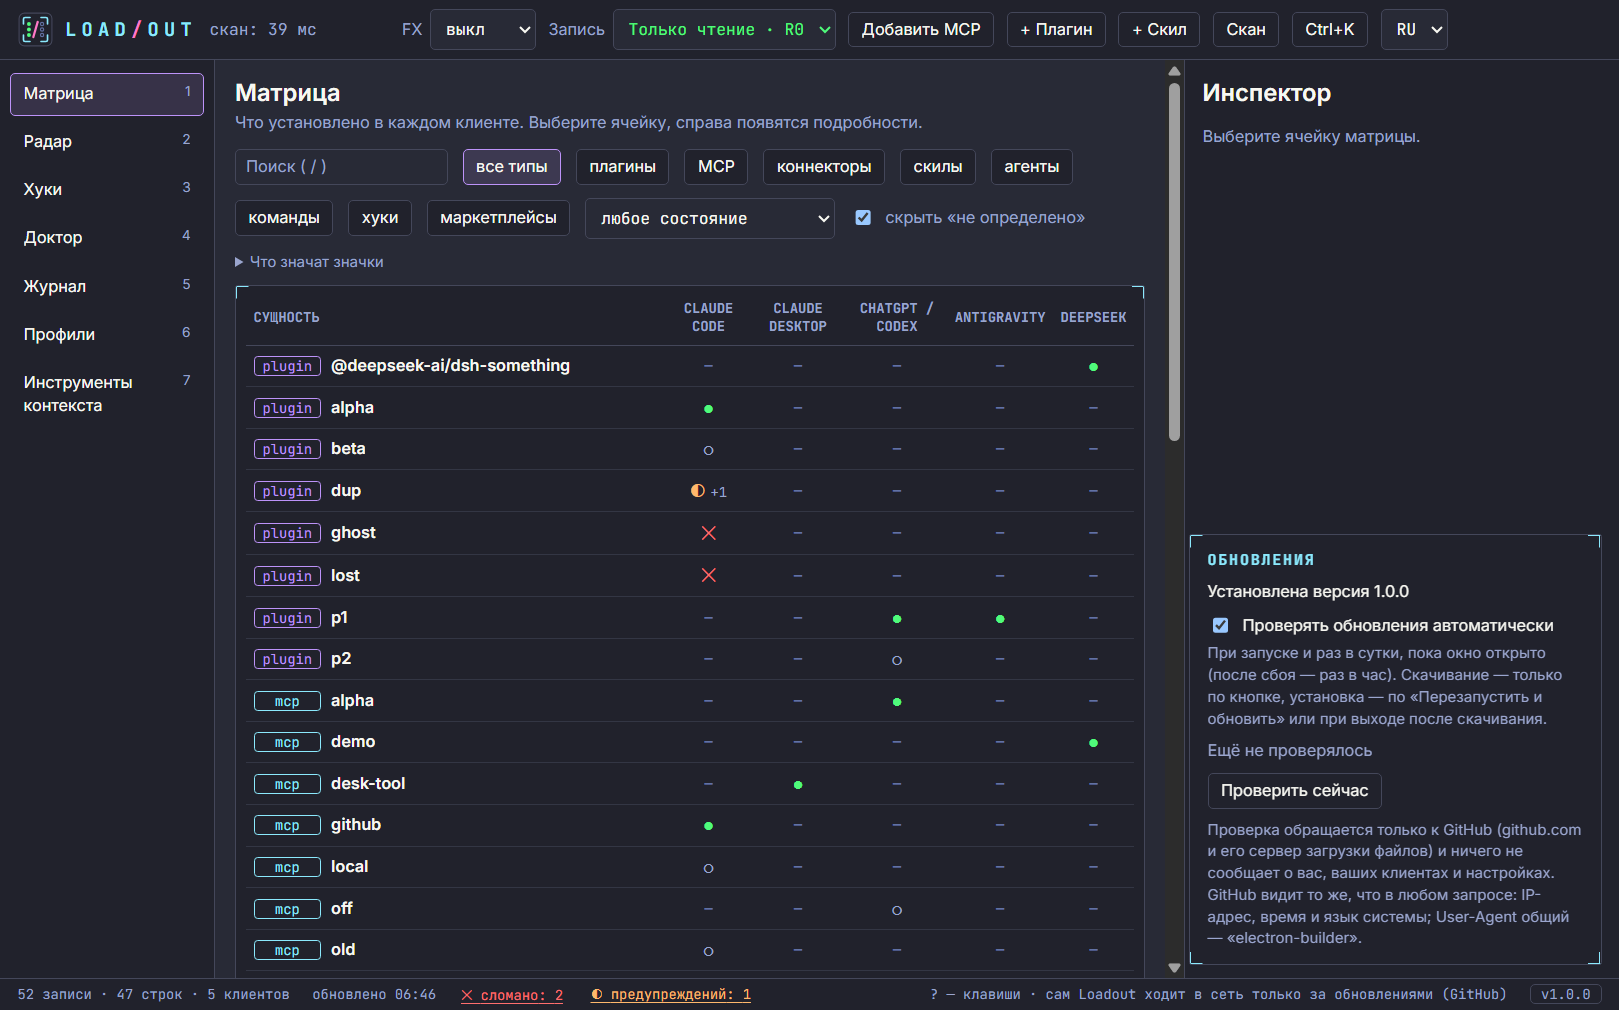 LOAD/OUT скан: 39 мс FX выкл Запись Только чтение · R0 Добавить MCP + Плагин + Скил Скан Ctrl+K RU
Матрица 1
Радар 2
Хуки 3
Доктор 4
Журнал 5
Профили 6
Инструменты контекста 7
Матрица
Что установлено в каждом клиенте. Выберите ячейку, справа появятся подробности.
Поиск ( / ) все типы плагины MCP коннекторы скилы агенты
команды хуки маркетплейсы любое состояние скрыть «не определено»
Что значат значки
СУЩНОСТЬ CLAUDE CODE CLAUDE DESKTOP CHATGPT / CODEX ANTIGRAVITY DEEPSEEK
plugin @deepseek-ai/dsh-something – – – – ●
plugin alpha ● – – – –
plugin beta ○ – – – –
plugin dup ◐ +1 – – – –
plugin ghost ✕ – – – –
plugin lost ✕ – – – –
plugin p1 – – ● ● –
plugin p2 – – ○ – –
mcp alpha – – ● – –
mcp demo – – – – ●
mcp desk-tool – ● – – –
mcp github ● – – – –
mcp local ○ – – – –
mcp off – – ○ – –
mcp old ○ – – – –
Инспектор
Выберите ячейку матрицы.
ОБНОВЛЕНИЯ
Установлена версия 1.0.0
Проверять обновления автоматически
При запуске и раз в сутки, пока окно открыто
(после сбоя — раз в час). Скачивание — только
по кнопке, установка — по «Перезапустить и
обновить» или при выходе после скачивания.
Ещё не проверялось
Проверить сейчас
Проверка обращается только к GitHub (github.com
и его сервер загрузки файлов) и ничего не
сообщает о вас, ваших клиентах и настройках.
GitHub видит то же, что в любом запросе: IP-
адрес, время и язык системы; User-Agent общий
— «electron-builder».
52 записи · 47 строк · 5 клиентов обновлено 06:46 ✕ сломано: 2 ◐ предупреждений: 1 ? — клавиши · сам Loadout ходит в сеть только за обновлениями (GitHub) v1.0.0